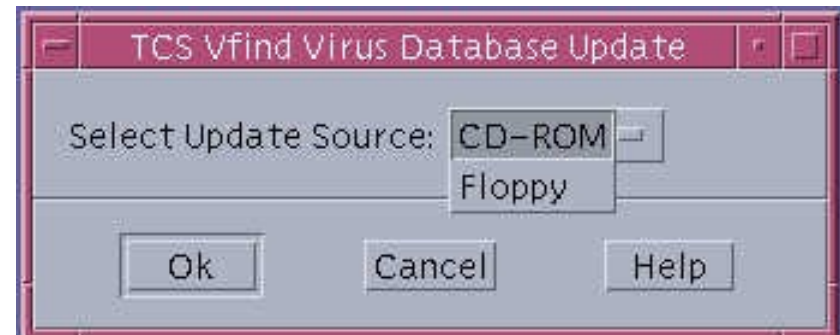 TCS Vfind Virus Database Update
Select Update Source: CD-ROM
Floppy
Ok Cancel Help